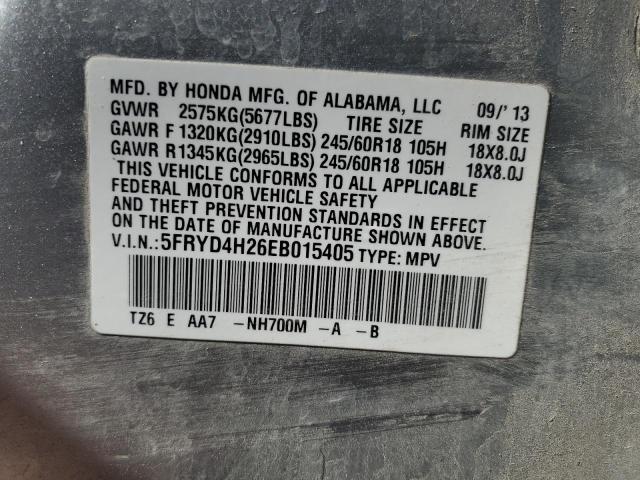 MFD. BY HONDA MFG. OF ALABAMA, LLC 09/' 13
GVWR 2575KG(5677LBS) TIRE SIZE RIM SIZE
GAWR F 1320KG(2910LBS) 245/60R18 105H 18X8.0J
GAWR R1345KG(2965LBS) 245/60R18 105H 18X8.0J
THIS VEHICLE CONFORMS TO ALL APPLICABLE
FEDERAL MOTOR VEHICLE SAFETY
AND THEFT PREVENTION STANDARDS IN EFFECT
ON THE DATE OF MANUFACTURE SHOWN ABOVE.
V.I.N.:5FRYD4H26EB015405 TYPE: MPV
TZ6 E AA7 -NH700M -A -B